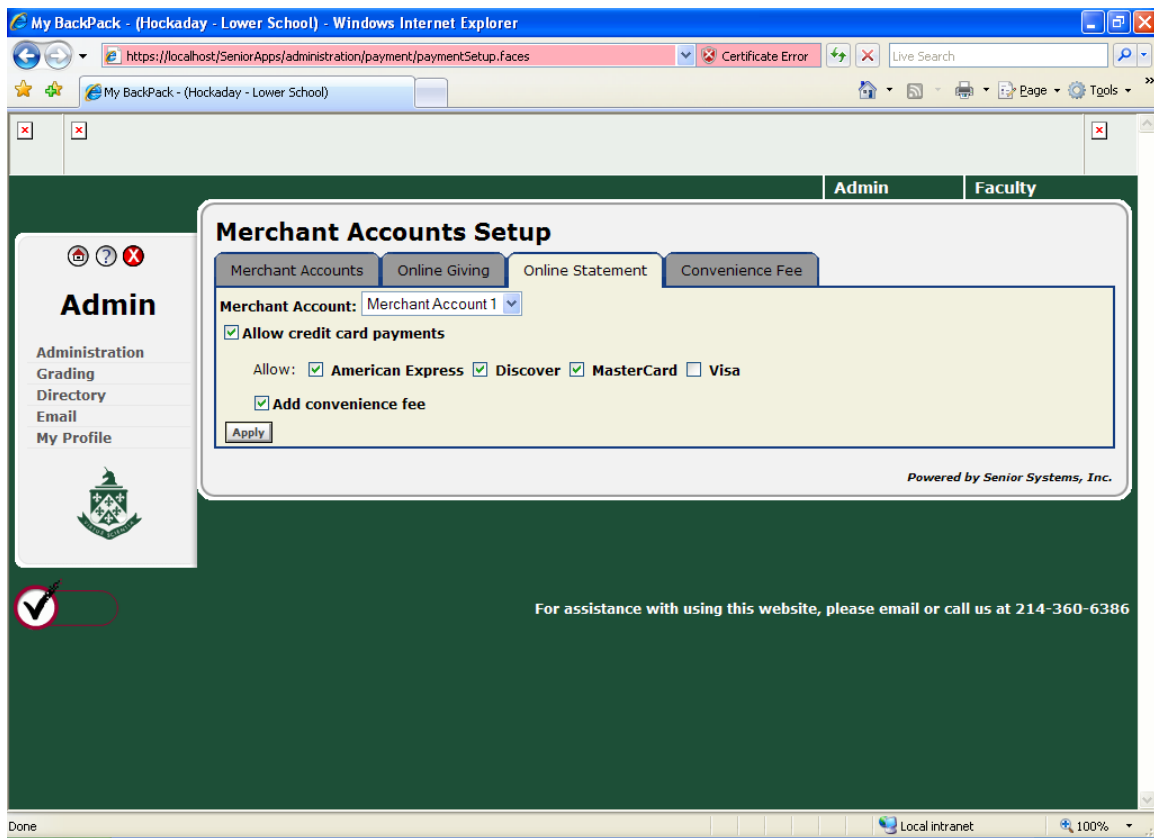 My BackPack - (Hockaday - Lower School) - Windows Internet Explorer
https://localhost/SeniorApps/administration/payment/paymentSetup.faces Certificate Error Live Search
My BackPack - (Hockaday - Lower School) Page Tools »
Admin Faculty
Merchant Accounts Setup
Merchant Accounts Online Giving Online Statement Convenience Fee
Merchant Account: Merchant Account 1
Allow credit card payments
Allow: American Express Discover MasterCard Visa
Add convenience fee
Apply
Powered by Senior Systems, Inc.
Admin
Administration
Grading
Directory
Email
My Profile
For assistance with using this website, please email or call us at 214-360-6386
Done Local intranet 100%